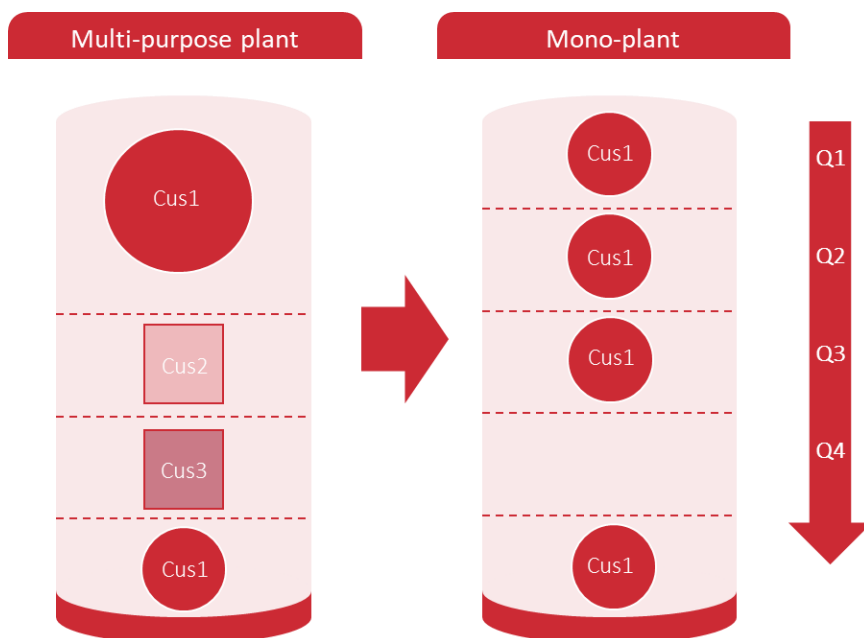 Multi-purpose plant
Mono-plant
Cus1
Cus2
Cus3
Cus1
Cus1
Cus1
Cus1
Cus1
Q1
Q2
Q3
Q4